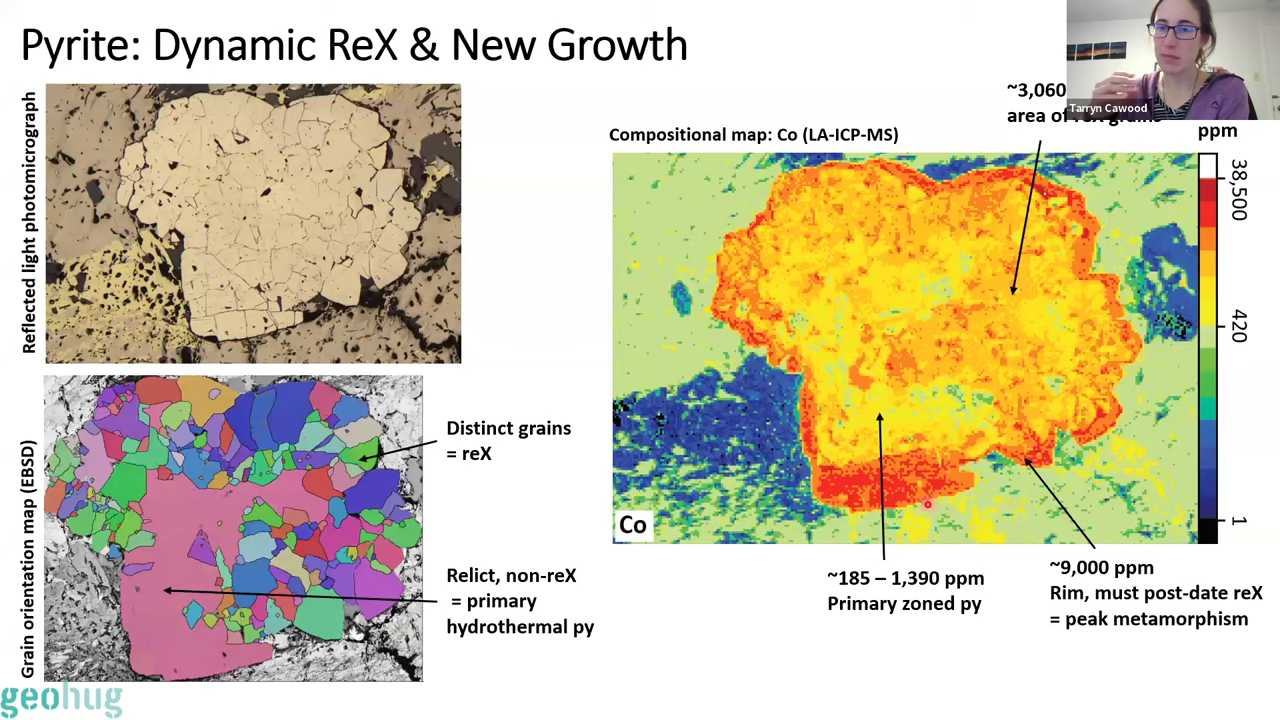 Pyrite: Dynamic ReX & New Growth
Tarryn Cawood
Reflected light photomicrograph
Compositional map: Co (LA-ICP-MS)
~3,060
area of reX grains
ppm
38,500
420
1
Co
Grain orientation map (EBSD)
Distinct grains
= reX
Relict, non-reX
= primary
hydrothermal py
~185 – 1,390 ppm
Primary zoned py
~9,000 ppm
Rim, must post-date reX
= peak metamorphism
geohug